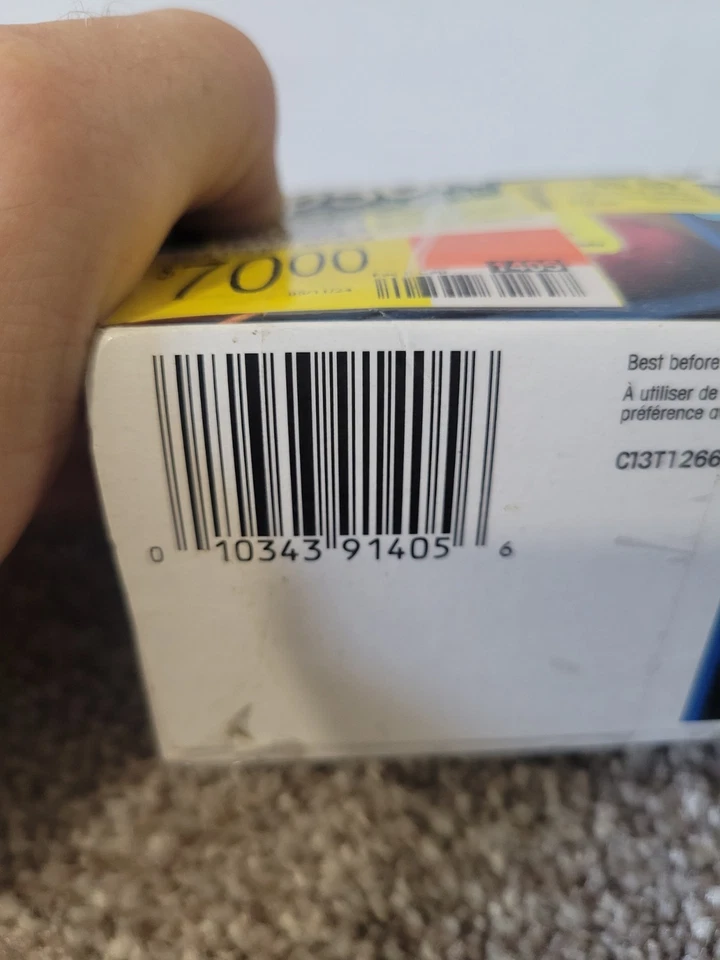 7000
Best before
À utiliser de
préférence a
C13T1266
0 10343 91405 6